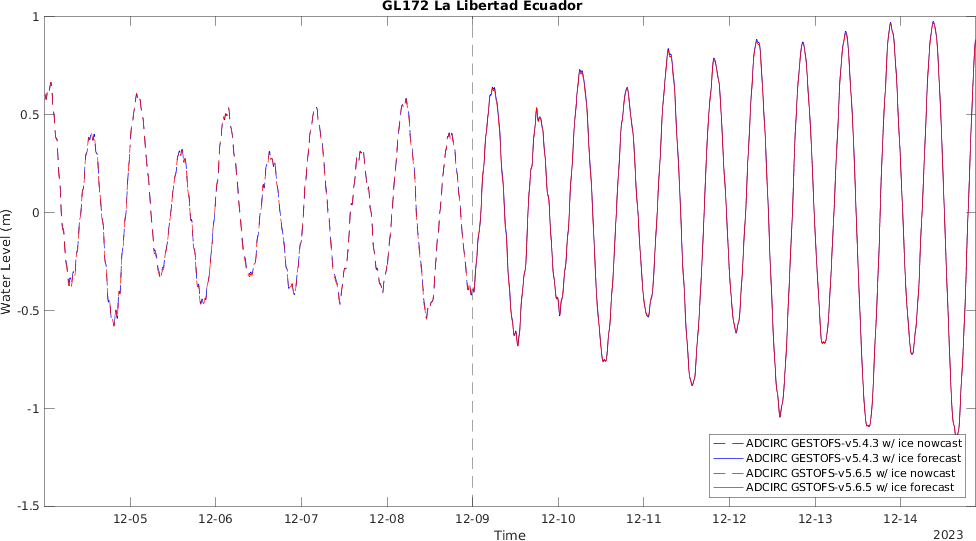 GL172 La Libertad Ecuador
1
0.5
0
-0.5
-1
-1.5
Water Level (m)
ADCIRC GESTOFS-v5.4.3 w/ ice nowcast
ADCIRC GESTOFS-v5.4.3 w/ ice forecast
ADCIRC GSTOFS-v5.6.5 w/ ice nowcast
ADCIRC GSTOFS-v5.6.5 w/ ice forecast
12-05 12-06 12-07 12-08 12-09 12-10 12-11 12-12 12-13 12-14
Time
2023